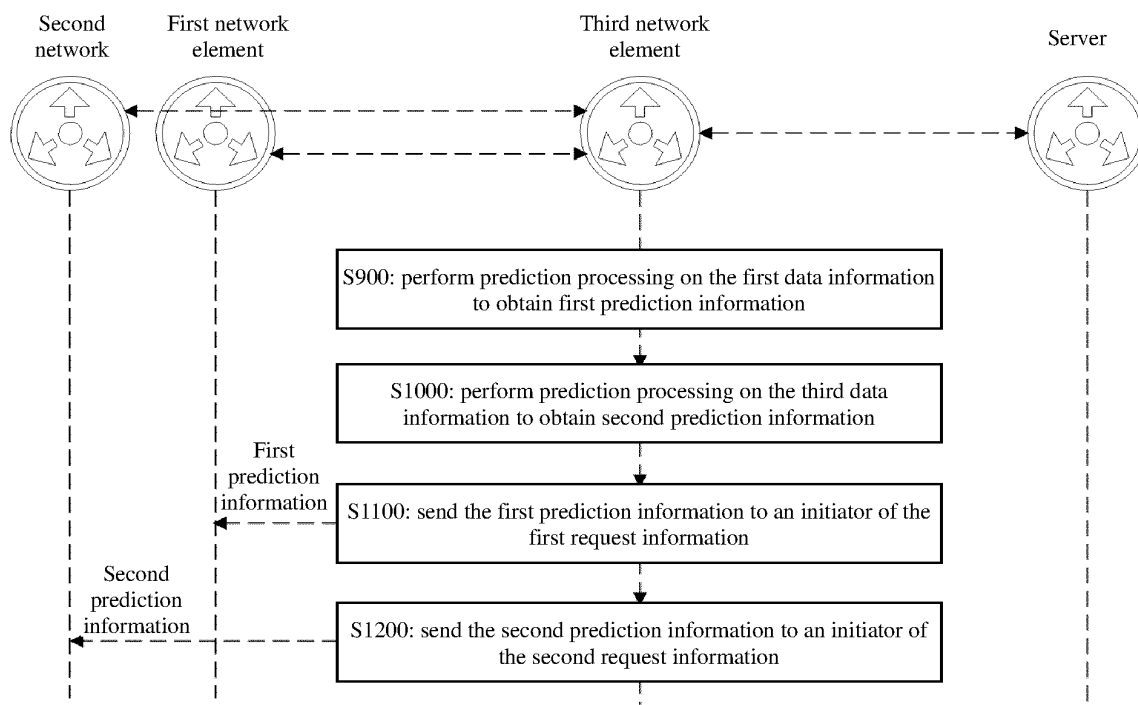 Second
network
First network
element
Third network
element
Server
S900: perform prediction processing on the first data information
to obtain first prediction information
S1000: perform prediction processing on the third data
information to obtain second prediction information
First
prediction
information
S1100: send the first prediction information to an initiator of the
first request information
Second
prediction
information
S1200: send the second prediction information to an initiator of
the second request information